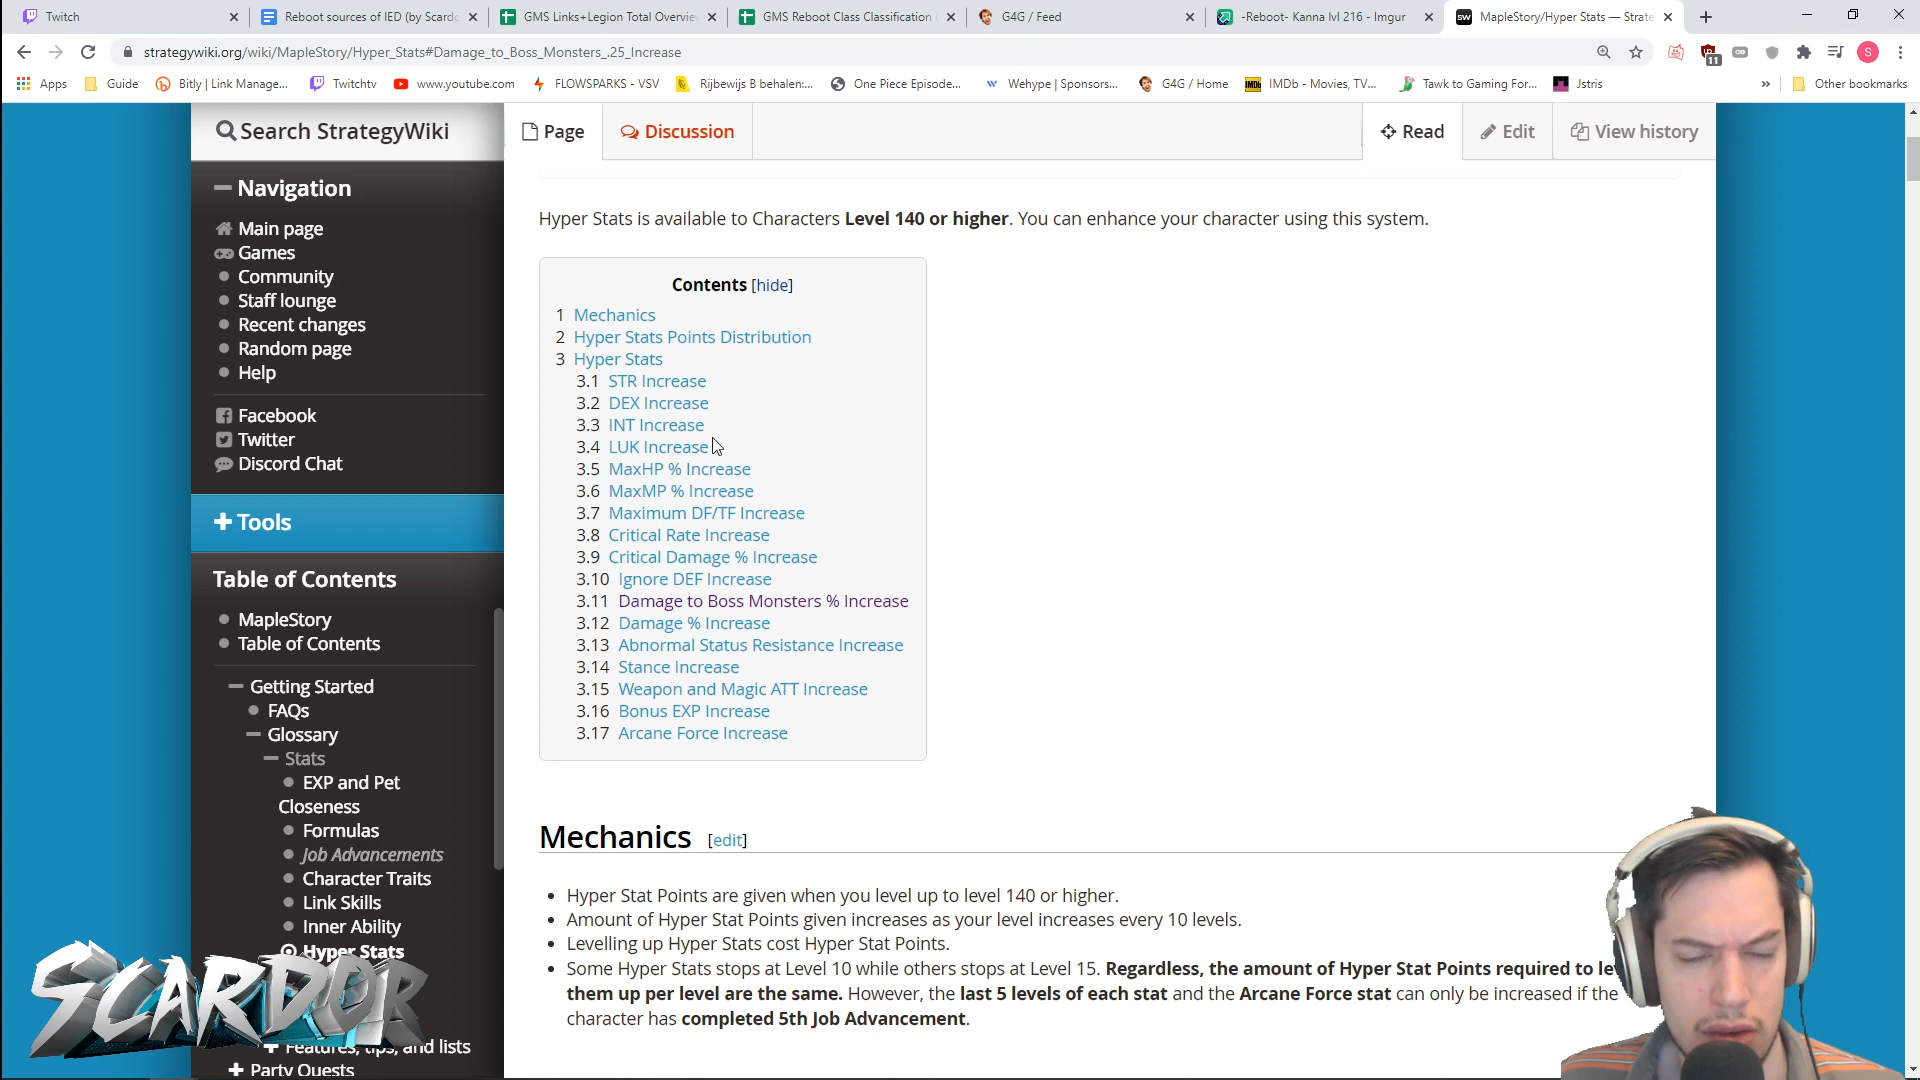 Twitch
Reboot sources of IED (by Scardo
GMS Links+Legion Total Overvie
GMS Reboot Class Classification
G4G / Feed
-Reboot- Kanna lvl 216 - Imgur
MapleStory/Hyper Stats — Strate
strategywiki.org/wiki/MapleStory/Hyper_Stats#Damage_to_Boss_Monsters_.25_Increase
11
S
Apps
Guide
Bitly | Link Manage...
Twitchtv
www.youtube.com
FLOWSPARKS - VSV
Rijbewijs B behalen:...
One Piece Episode...
Wehype | Sponsors...
G4G / Home
IMDb - Movies, TV...
Tawk to Gaming For...
Jstris
»
Other bookmarks
Search StrategyWiki
Page
Discussion
Read
Edit
View history
Navigation
Main page
Games
Community
Staff lounge
Recent changes
Random page
Help
Facebook
Twitter
Discord Chat
Tools
Table of Contents
MapleStory
Table of Contents
Getting Started
FAQs
Glossary
Stats
EXP and Pet
Closeness
Formulas
Job Advancements
Character Traits
Link Skills
Inner Ability
Hyper Stats
SCARDOR
Features, tips, and lists
Party Quests
Hyper Stats is available to Characters Level 140 or higher. You can enhance your character using this system.
Contents [hide]
1 Mechanics
2 Hyper Stats Points Distribution
3 Hyper Stats
3.1 STR Increase
3.2 DEX Increase
3.3 INT Increase
3.4 LUK Increase
3.5 MaxHP % Increase
3.6 MaxMP % Increase
3.7 Maximum DF/TF Increase
3.8 Critical Rate Increase
3.9 Critical Damage % Increase
3.10 Ignore DEF Increase
3.11 Damage to Boss Monsters % Increase
3.12 Damage % Increase
3.13 Abnormal Status Resistance Increase
3.14 Stance Increase
3.15 Weapon and Magic ATT Increase
3.16 Bonus EXP Increase
3.17 Arcane Force Increase
Mechanics [edit]
• Hyper Stat Points are given when you level up to level 140 or higher.
• Amount of Hyper Stat Points given increases as your level increases every 10 levels.
• Levelling up Hyper Stats cost Hyper Stat Points.
• Some Hyper Stats stops at Level 10 while others stops at Level 15. Regardless, the amount of Hyper Stat Points required to le
them up per level are the same. However, the last 5 levels of each stat and the Arcane Force stat can only be increased if the
character has completed 5th Job Advancement.